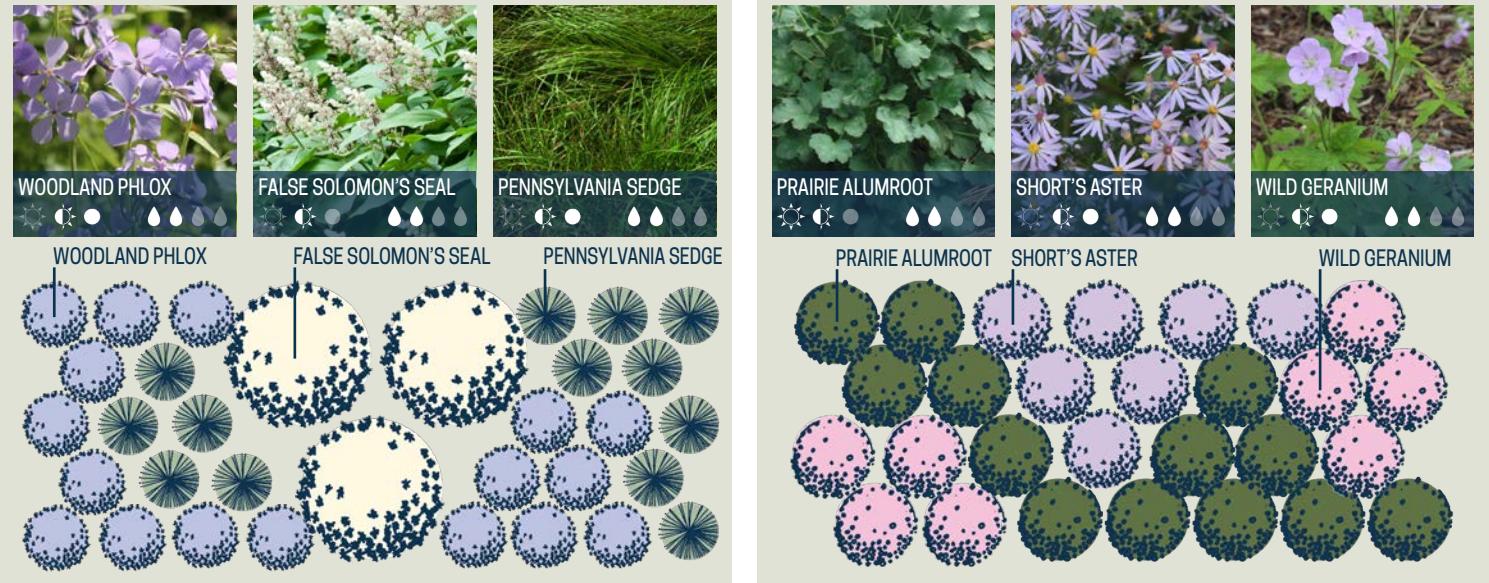 WOODLAND PHLOX
FALSE SOLOMON'S SEAL
PENNSYLVANIA SEDGE
WOODLAND PHLOX
FALSE SOLOMON'S SEAL
PENNSYLVANIA SEDGE
PRAIRIE ALUMROOT
SHORT'S ASTER
WILD GERANIUM
PRAIRIE ALUMROOT
SHORT'S ASTER
WILD GERANIUM